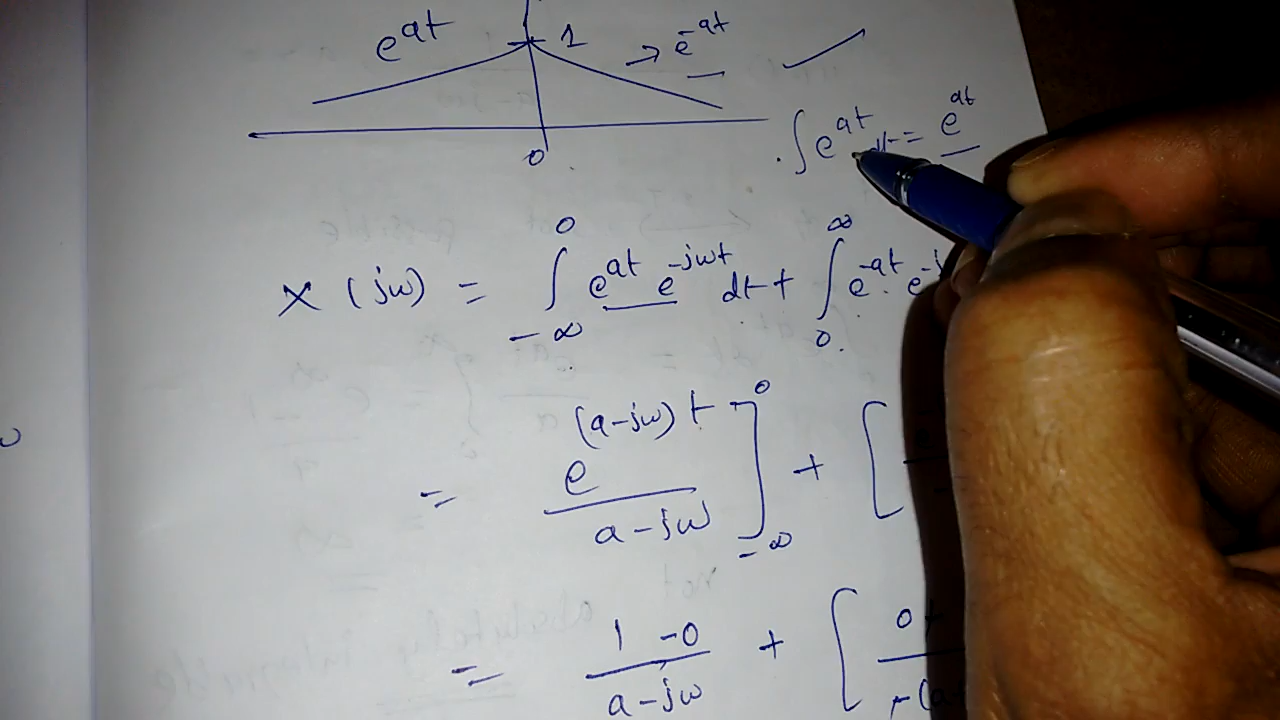 e^{at} 1 → e^{-at}
∫ e^{at} dt = e^{at}
0
X (jω) = ∫_{-∞}^{0} e^{at} e^{-jωt} dt + ∫_{0}^{∞} e^{-at} e^{-j
= e^{(a-jω)t} / a-jω ]_{-∞}^{0} + [
= 1 -0 / a-jω + [ 0+ / -(a